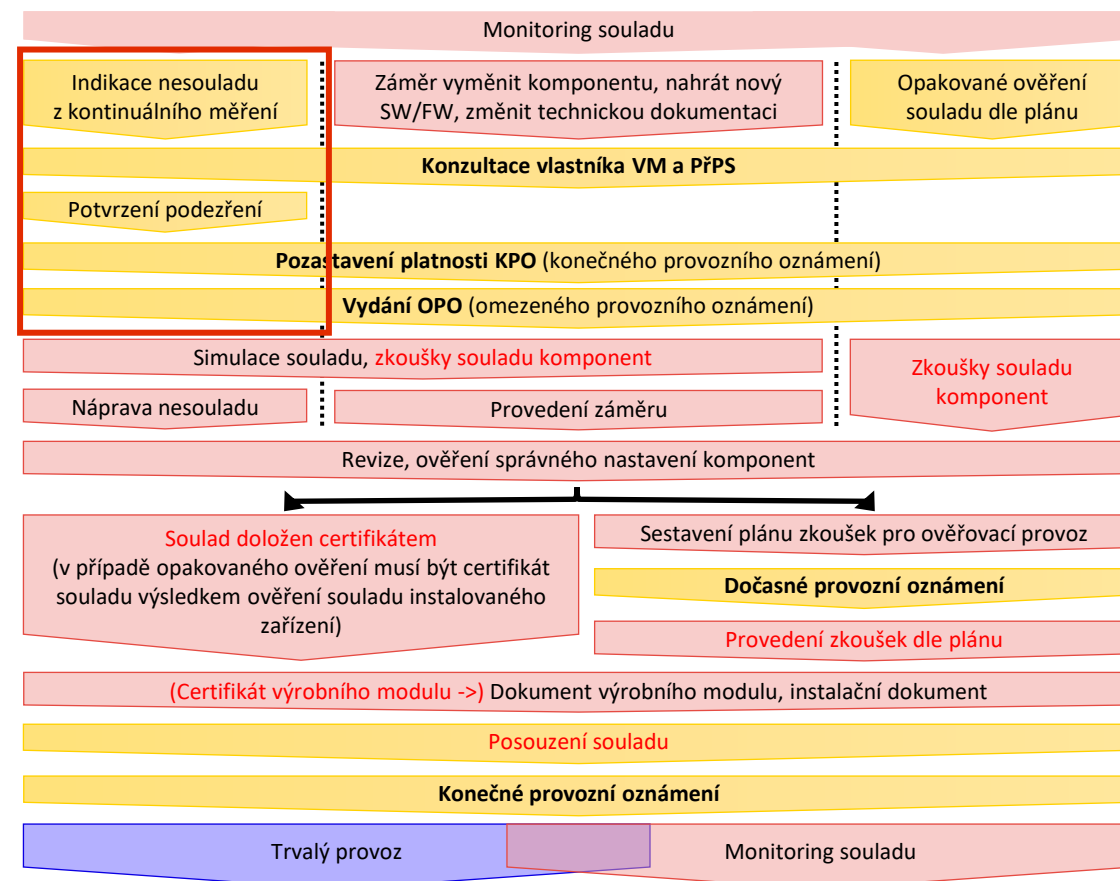 Monitoring souladu
Indikace nesouladu
z kontinuálního měření
Záměr vyměnit komponentu, nahrát nový
SW/FW, změnit technickou dokumentaci
Opakované ověření
souladu dle plánu
Konzultace vlastníka VM a PřPS
Potvrzení podezření
Pozastavení platnosti KPO (konečného provozního oznámení)
Vydání OPO (omezeného provozního oznámení)
Simulace souladu, zkoušky souladu komponent
Zkoušky souladu
komponent
Náprava nesouladu
Provedení záměru
Revize, ověření správného nastavení komponent
Soulad doložen certifikátem
(v případě opakovaného ověření musí být certifikát
souladu výsledkem ověření souladu instalovaného
zařízení)
Sestavení plánu zkoušek pro ověřovací provoz
Dočasné provozní oznámení
Provedení zkoušek dle plánu
(Certifikát výrobního modulu ->) Dokument výrobního modulu, instalační dokument
Posouzení souladu
Konečné provozní oznámení
Trvalý provoz
Monitoring souladu